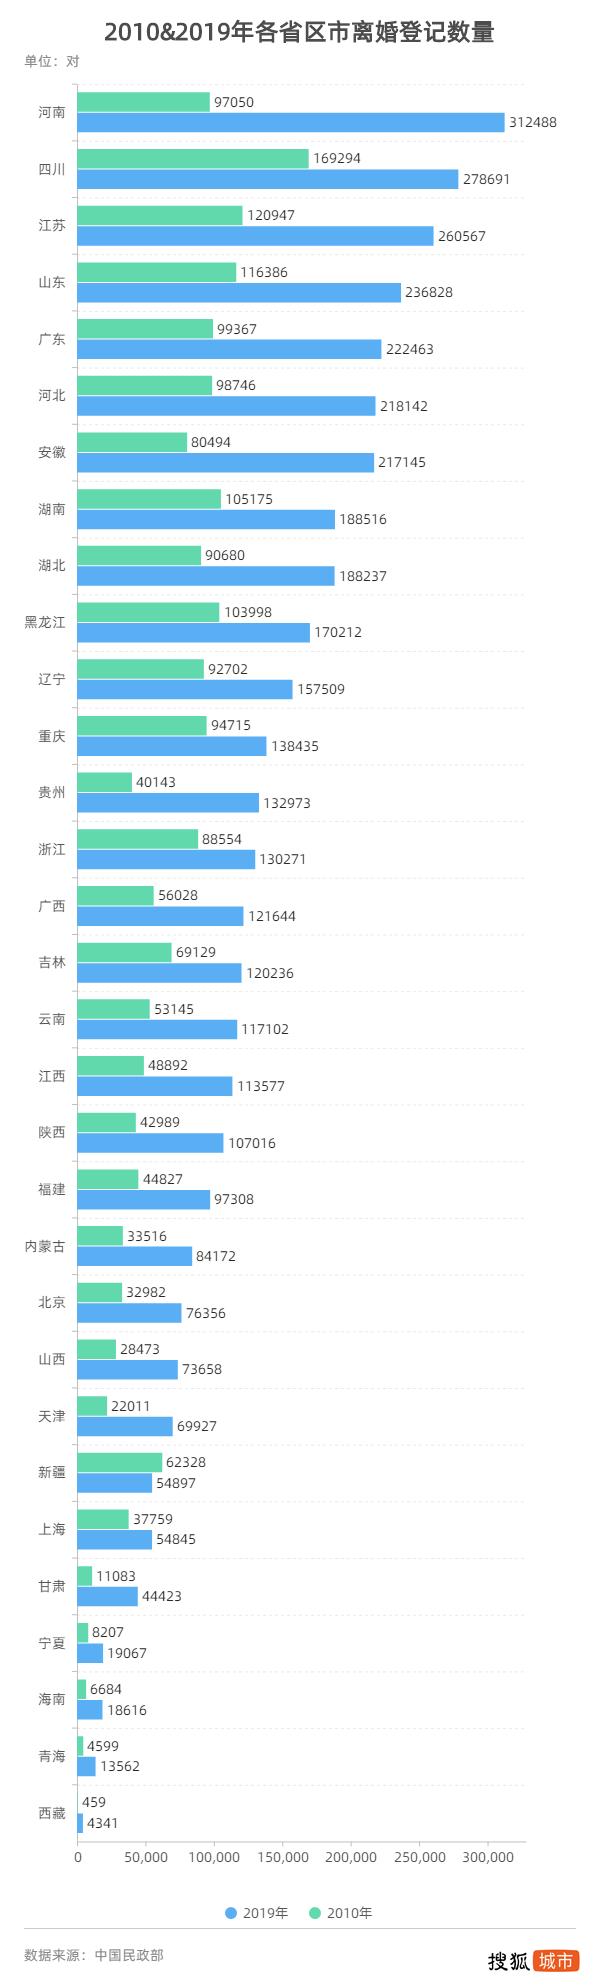 2010&2019年各省区市离婚登记数量
单位：对
97050
河南
312488
169294
四川
278691
120947
江苏
260567
116386
山东
236828
99367
广东
222463
98746
河北
218142
80494
安徽
217145
105175
湖南
188516
90680
湖北
188237
103998
黑龙江
170212
92702
辽宁
157509
94715
重庆
138435
40143
贵州
132973
88554
浙江
130271
56028
广西
121644
69129
吉林
120236
53145
云南
117102
48892
江西
113577
42989
陕西
107016
44827
福建
97308
33516
内蒙古
84172
32982
北京
76356
28473
山西
73658
22011
天津
69927
62328
新疆
54897
37759
上海
54845
11083
甘肃
44423
8207
宁夏
19067
6684
海南
18616
4599
青海
13562
459
西藏
4341
0 50,000 100,000 150,000 200,000 250,000 300,000
2019年 2010年
数据来源：中国民政部
搜狐 城市